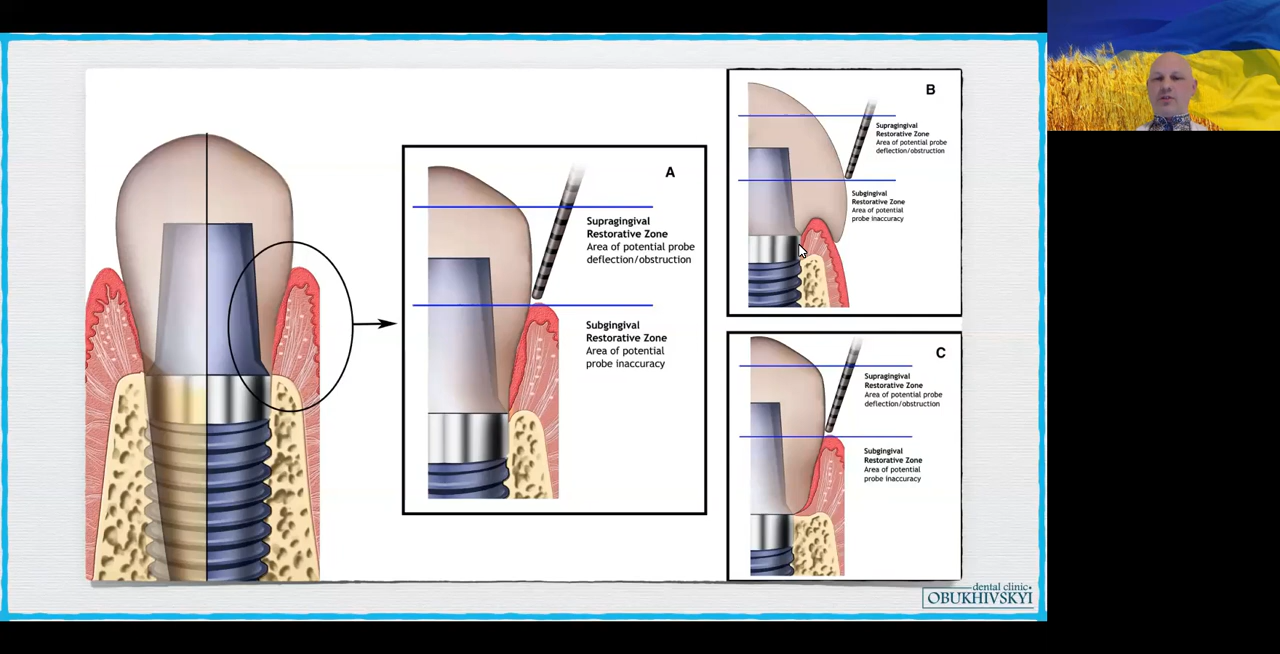 A
Supragingival
Restorative Zone
Area of potential probe
deflection/obstruction
Subgingival
Restorative Zone
Area of potential
probe inaccuracy
B
Supragingival
Restorative Zone
Area of potential probe
deflection/obstruction
Subgingival
Restorative Zone
Area of potential
probe inaccuracy
C
Supragingival
Restorative Zone
Area of potential probe
deflection/obstruction
Subgingival
Restorative Zone
Area of potential
probe inaccuracy
dental clinic
OBUKHIVSKYI